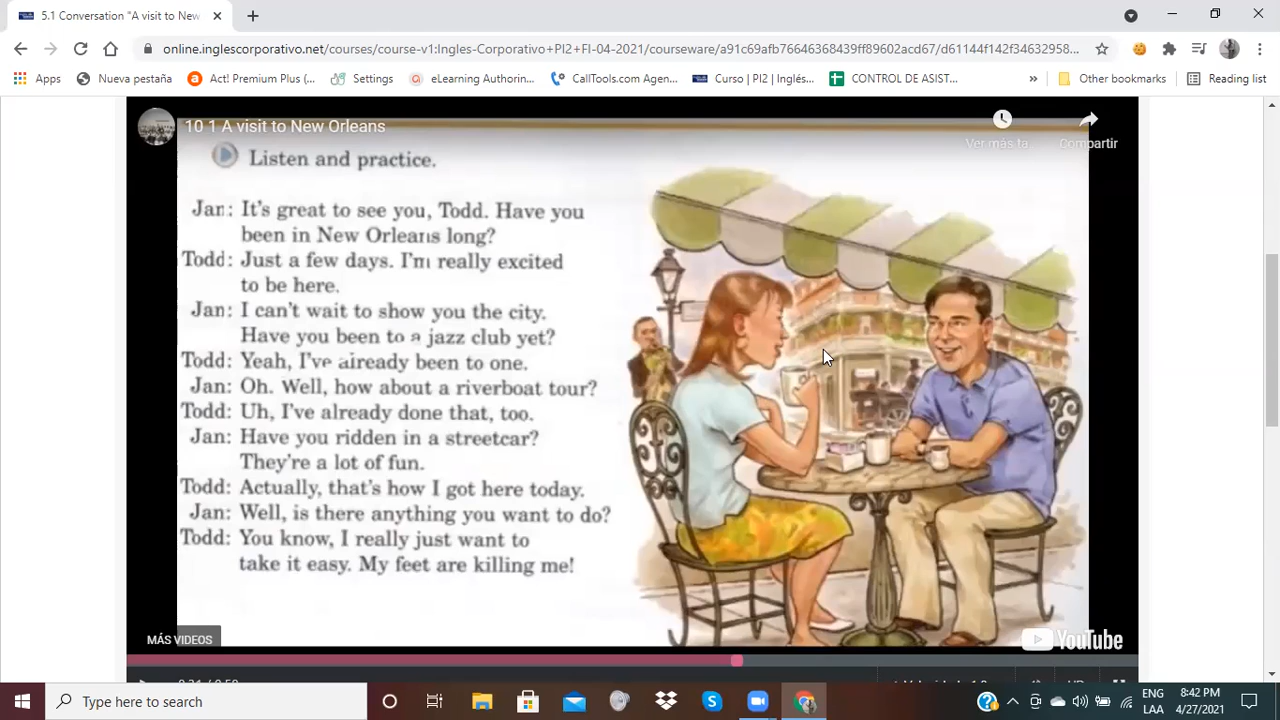 5.1 Conversation "A visit to New
online.inglescorporativo.net/courses/course-v1:Ingles-Corporativo+PI2+FI-04-2021/courseware/a91c69afb76646368439ff89602acd67/d61144f142f34632958...
Apps
Nueva pestaña
Act! Premium Plus (...
Settings
eLearning Authorin...
CallTools.com Agen...
Curso | PI2 | Inglés...
CONTROL DE ASIST...
»
Other bookmarks
Reading list
10 1 A visit to New Orleans
Ver más ta
Compartir
Listen and practice.
Jan: It's great to see you, Todd. Have you
been in New Orleans long?
Todd: Just a few days. I'm really excited
to be here.
Jan: I can't wait to show you the city.
Have you been to a jazz club yet?
Todd: Yeah, I've already been to one.
Jan: Oh. Well, how about a riverboat tour?
Todd: Uh, I've already done that, too.
Jan: Have you ridden in a streetcar?
They're a lot of fun.
Todd: Actually, that's how I got here today.
Jan: Well, is there anything you want to do?
Todd: You know, I really just want to
take it easy. My feet are killing me!
MÁS VIDEOS
YouTube
Type here to search
ENG
LAA
8:42 PM
4/27/2021